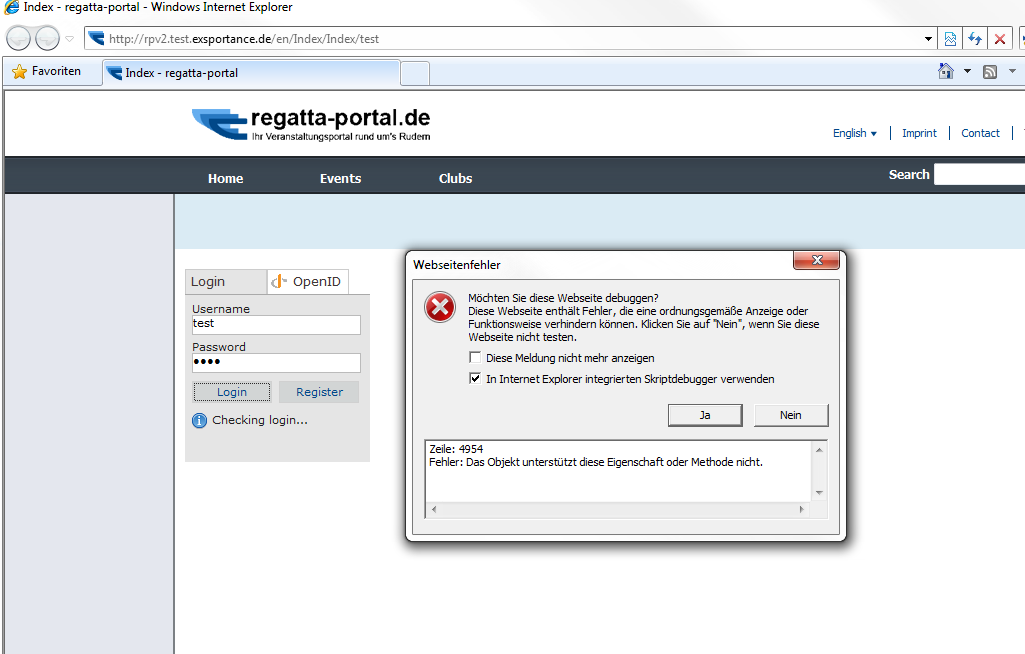 Index - regatta-portal - Windows Internet Explorer
http://rpv2.test.exsportance.de/en/Index/Index/test
Favoriten
Index - regatta-portal
regatta-portal.de
Ihr Veranstaltungsportal rund um's Rudern
English
Imprint
Contact
Home
Events
Clubs
Search
Login
OpenID
Username
test
Password
Login
Register
Checking login...
Webseitenfehler
Möchten Sie diese Webseite debuggen?
Diese Webseite enthält Fehler, die eine ordnungsgemäße Anzeige oder
Funktionsweise verhindern können. Klicken Sie auf "Nein", wenn Sie diese
Webseite nicht testen.
Diese Meldung nicht mehr anzeigen
In Internet Explorer integrierten Skriptdebugger verwenden
Ja
Nein
Zeile: 4954
Fehler: Das Objekt unterstützt diese Eigenschaft oder Methode nicht.